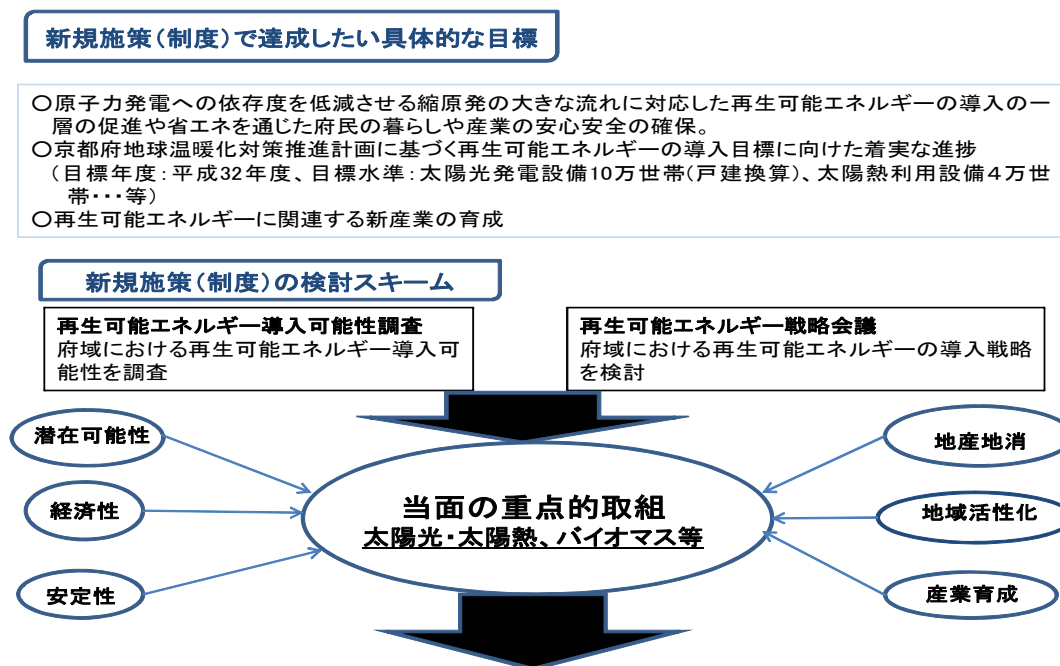 新規施策(制度)で達成したい具体的な目標
○原子力発電への依存度を低減させる縮原発の大きな流れに対応した再生可能エネルギーの導入の一
層の促進や省エネを通じた府民の暮らしや産業の安心安全の確保。
○京都府地球温暖化対策推進計画に基づく再生可能エネルギーの導入目標に向けた着実な進捗
(目標年度:平成32年度、目標水準:太陽光発電設備10万世帯(戸建換算)、太陽熱利用設備4万世
帯・・・等)
○再生可能エネルギーに関連する新産業の育成
新規施策(制度)の検討スキーム
再生可能エネルギー導入可能性調査
府域における再生可能エネルギー導入可
能性を調査
再生可能エネルギー戦略会議
府域における再生可能エネルギーの導入戦略
を検討
潜在可能性
経済性
安定性
当面の重点的取組
太陽光・太陽熱、バイオマス等
地産地消
地域活性化
産業育成